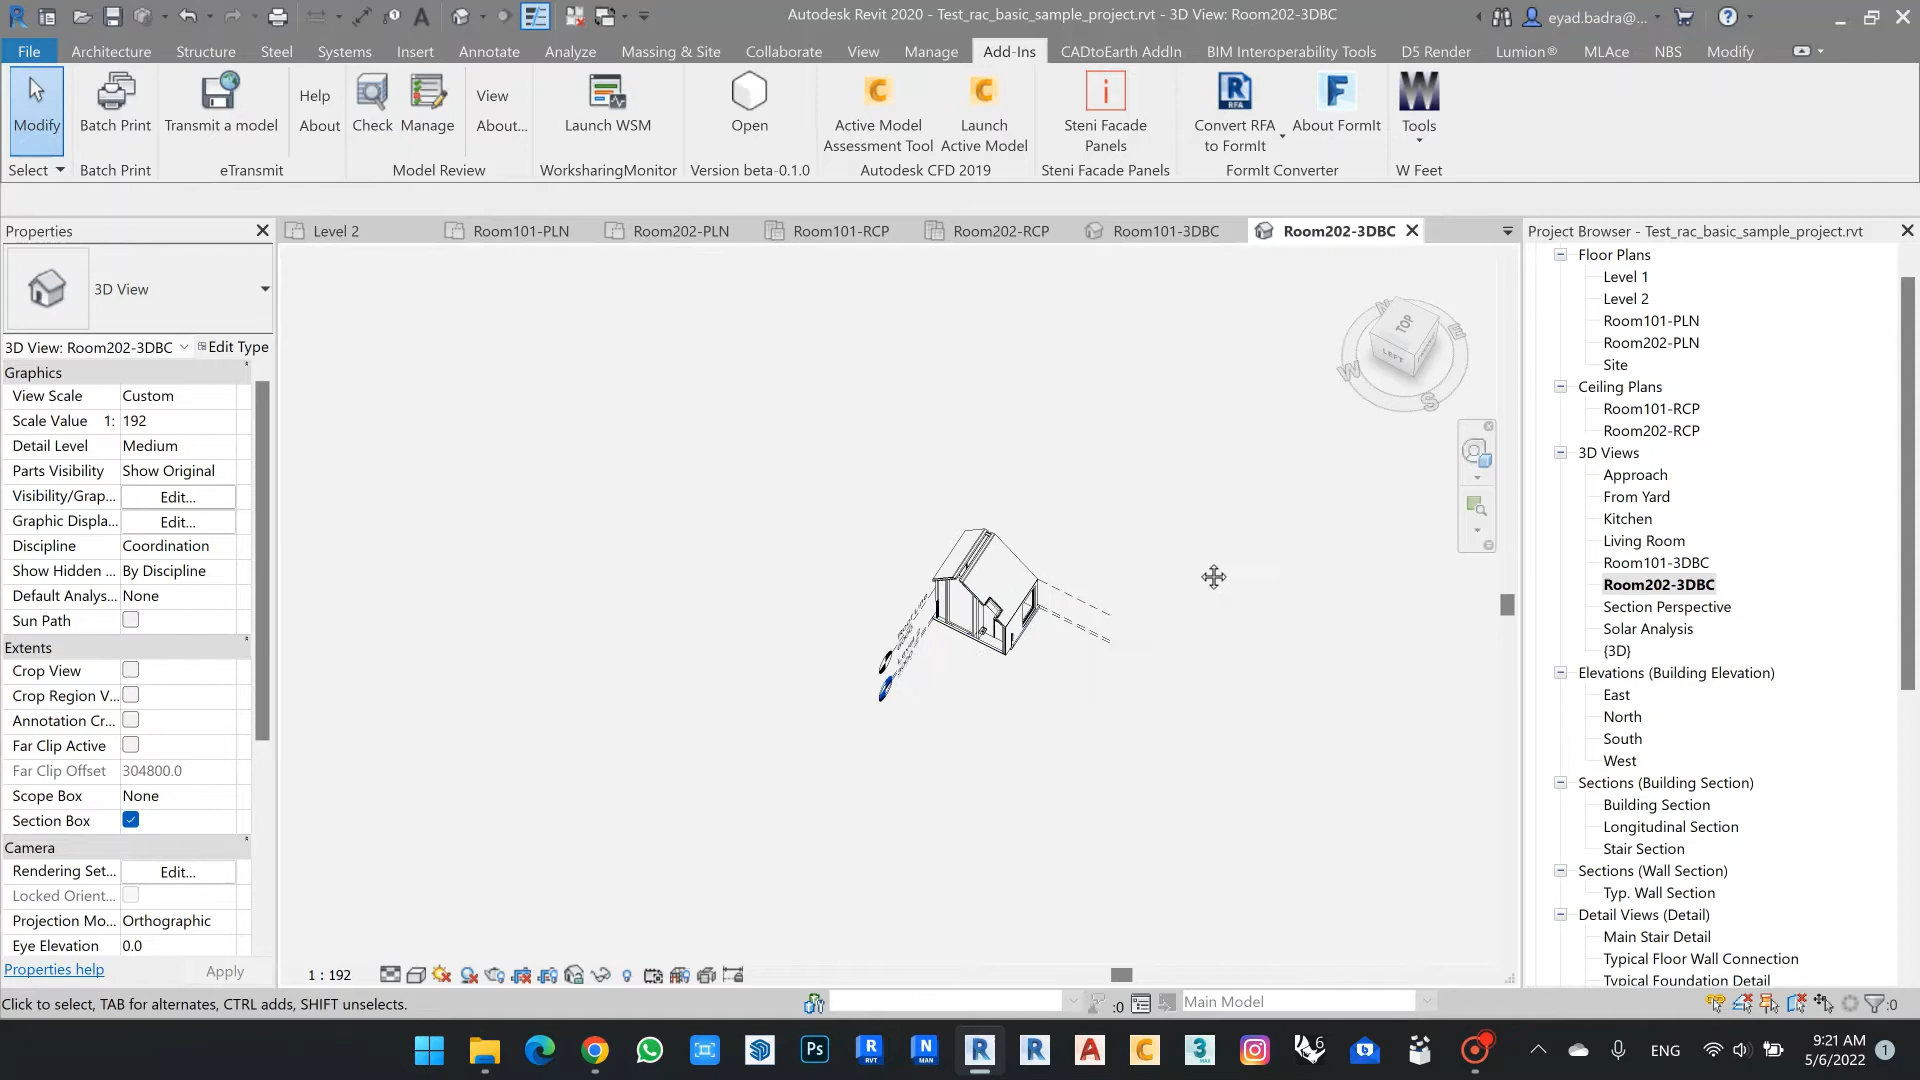 Autodesk Revit 2020 - Test_rac_basic_sample_project.rvt - 3D View: Room202-3DBC
eyad.badra@...
File Architecture Structure Steel Systems Insert Annotate Analyze Massing & Site Collaborate View Manage Add-Ins CADtoEarth AddIn BIM Interoperability Tools D5 Render Lumion® MLAce NBS Modify
Modify
Batch Print
Transmit a model
Help
About
Check
Manage
View
About...
Launch WSM
Open
Active Model
Assessment Tool
Launch
Active Model
Steni Facade
Panels
Convert RFA
to FormIt
About FormIt
Tools
Select
Batch Print
eTransmit
Model Review
WorksharingMonitor
Version beta-0.1.0
Autodesk CFD 2019
Steni Facade Panels
FormIt Converter
W Feet
Properties
Level 2
Room101-PLN
Room202-PLN
Room101-RCP
Room202-RCP
Room101-3DBC
Room202-3DBC
Project Browser - Test_rac_basic_sample_project.rvt
3D View
3D View: Room202-3DBC
Edit Type
Graphics
View Scale Custom
Scale Value 1: 192
Detail Level Medium
Parts Visibility Show Original
Visibility/Grap... Edit...
Graphic Displa... Edit...
Discipline Coordination
Show Hidden ... By Discipline
Default Analys... None
Sun Path
Extents
Crop View
Crop Region V...
Annotation Cr...
Far Clip Active
Far Clip Offset 304800.0
Scope Box None
Section Box
Camera
Rendering Set... Edit...
Locked Orient...
Projection Mo... Orthographic
Eye Elevation 0.0
Properties help
Apply
TOP
LEFT
N
E
W
S
1 : 192
Floor Plans
Level 1
Level 2
Room101-PLN
Room202-PLN
Site
Ceiling Plans
Room101-RCP
Room202-RCP
3D Views
Approach
From Yard
Kitchen
Living Room
Room101-3DBC
Room202-3DBC
Section Perspective
Solar Analysis
{3D}
Elevations (Building Elevation)
East
North
South
West
Sections (Building Section)
Building Section
Longitudinal Section
Stair Section
Sections (Wall Section)
Typ. Wall Section
Detail Views (Detail)
Main Stair Detail
Typical Floor Wall Connection
Typical Foundation Detail
Click to select, TAB for alternates, CTRL adds, SHIFT unselects.
:0
Main Model
:0
ENG
9:21 AM
5/6/2022
1